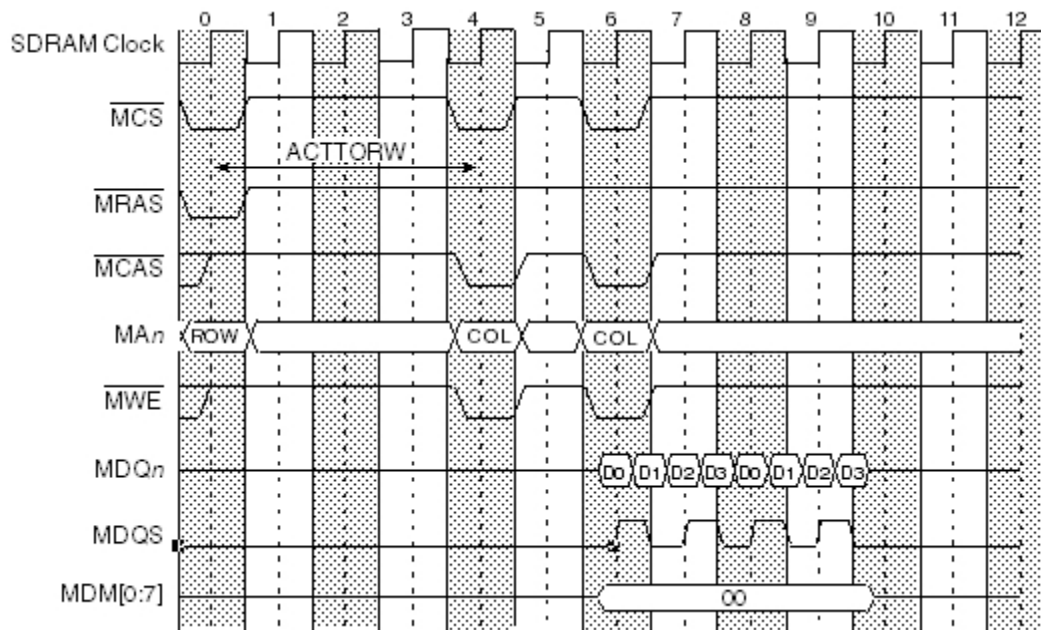 0 1 2 3 4 5 6 7 8 9 10 11 12
SDRAM Clock
MCS
ACTTORW
MRAS
MCAS
MAn ROW COL COL
MWE
MDQn D0 D1 D2 D3 D0 D1 D2 D3
MDQS
MDM[0:7] 00